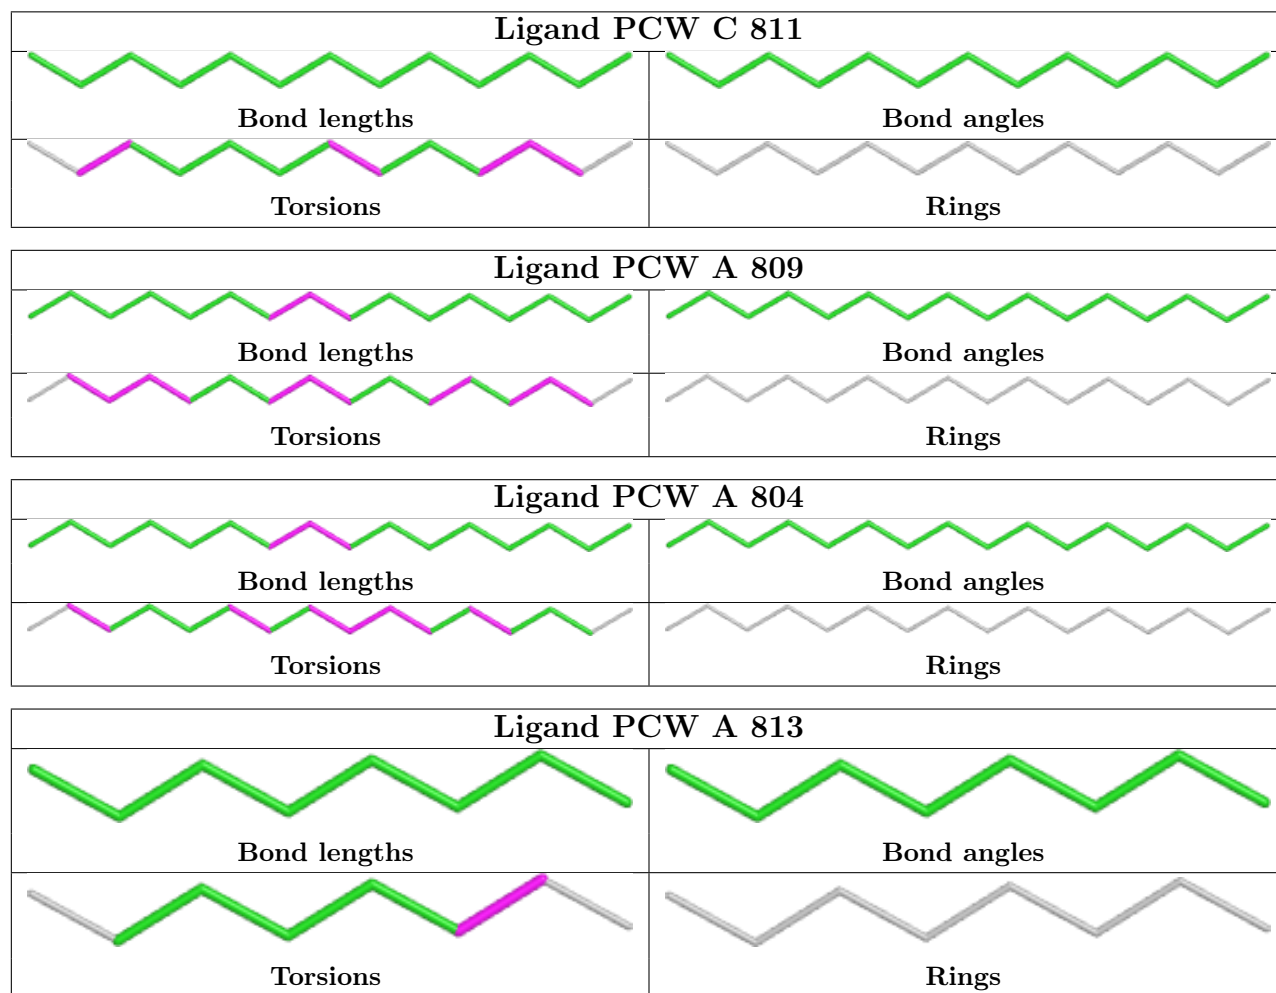 Ligand PCW C 811
Bond lengths
Bond angles
Torsions
Rings
Ligand PCW A 809
Bond lengths
Bond angles
Torsions
Rings
Ligand PCW A 804
Bond lengths
Bond angles
Torsions
Rings
Ligand PCW A 813
Bond lengths
Bond angles
Torsions
Rings